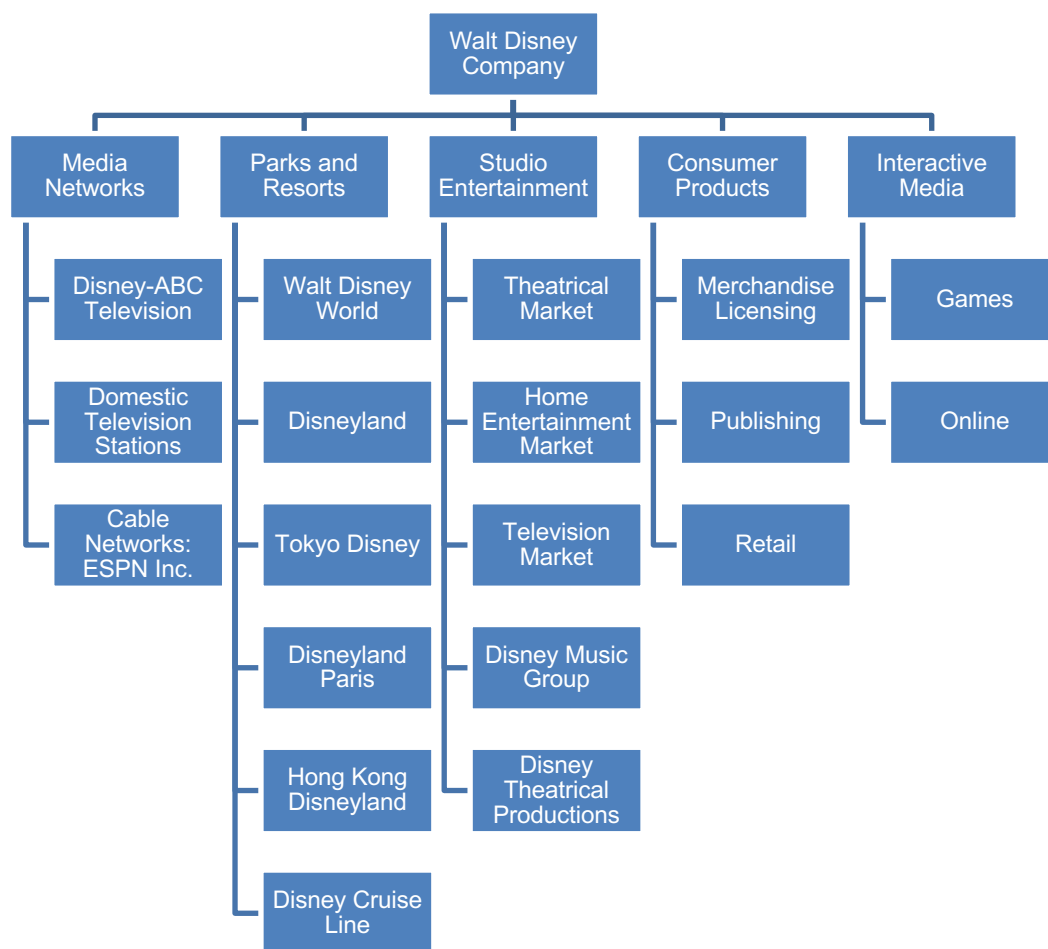 Walt Disney
Company
Media
Networks
Parks and
Resorts
Studio
Entertainment
Consumer
Products
Interactive
Media
Disney-ABC
Television
Domestic
Television
Stations
Cable
Networks:
ESPN Inc.
Walt Disney
World
Disneyland
Tokyo Disney
Disneyland
Paris
Hong Kong
Disneyland
Disney Cruise
Line
Theatrical
Market
Home
Entertainment
Market
Television
Market
Disney Music
Group
Disney
Theatrical
Productions
Merchandise
Licensing
Publishing
Retail
Games
Online